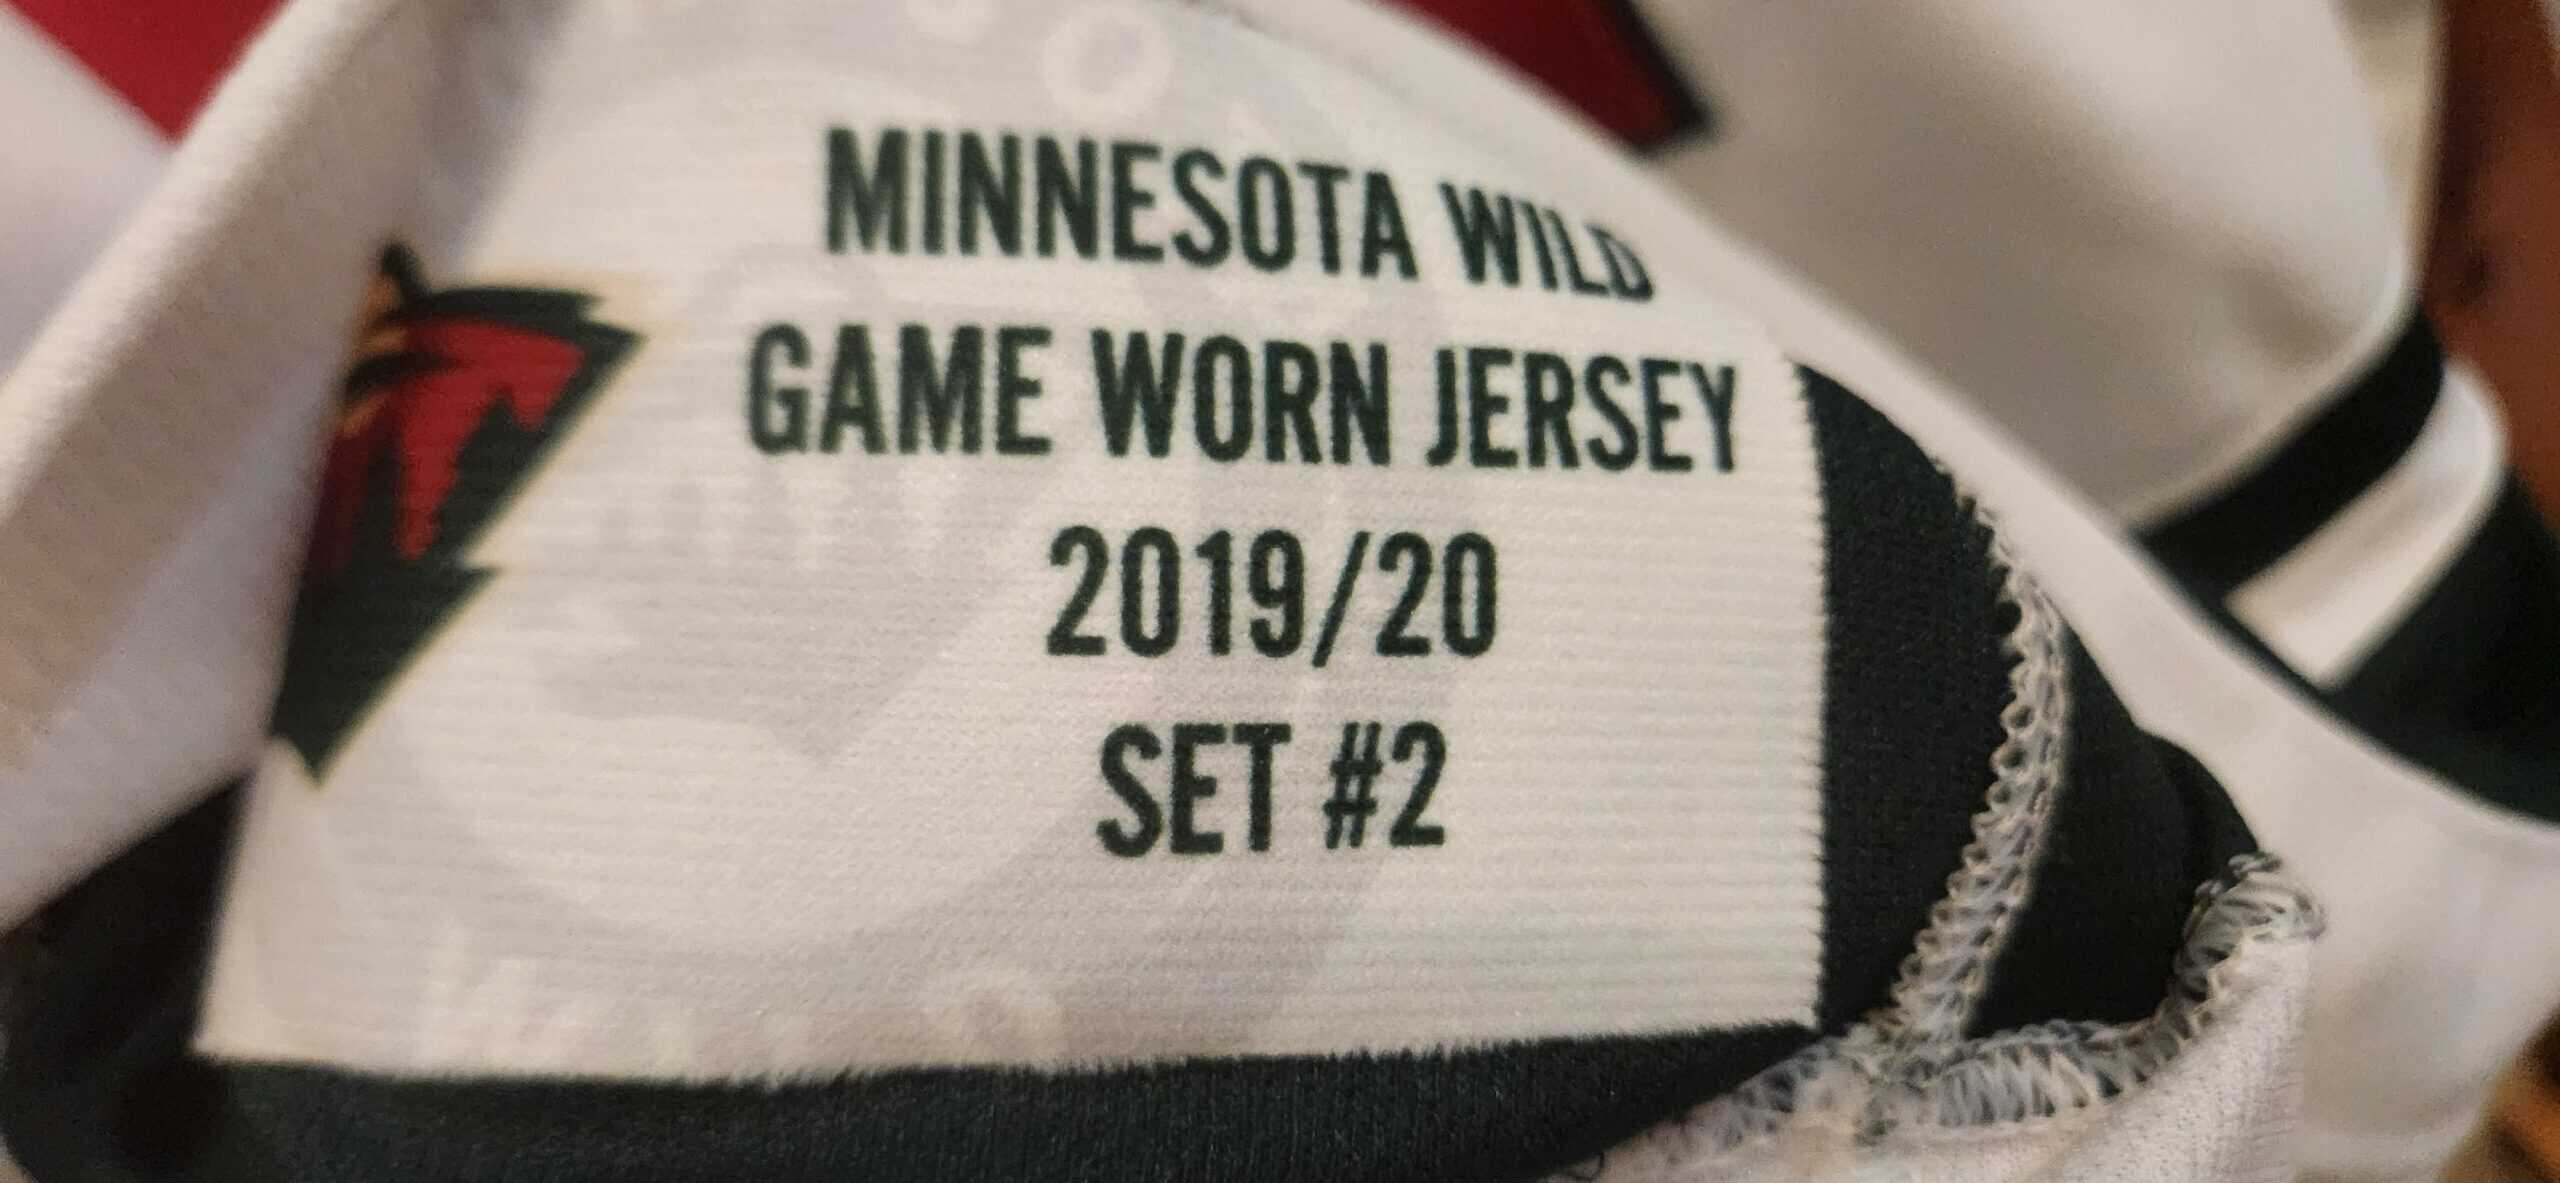 MINNESOTA WILD
GAME WORN JERSEY
2019/20
SET #2